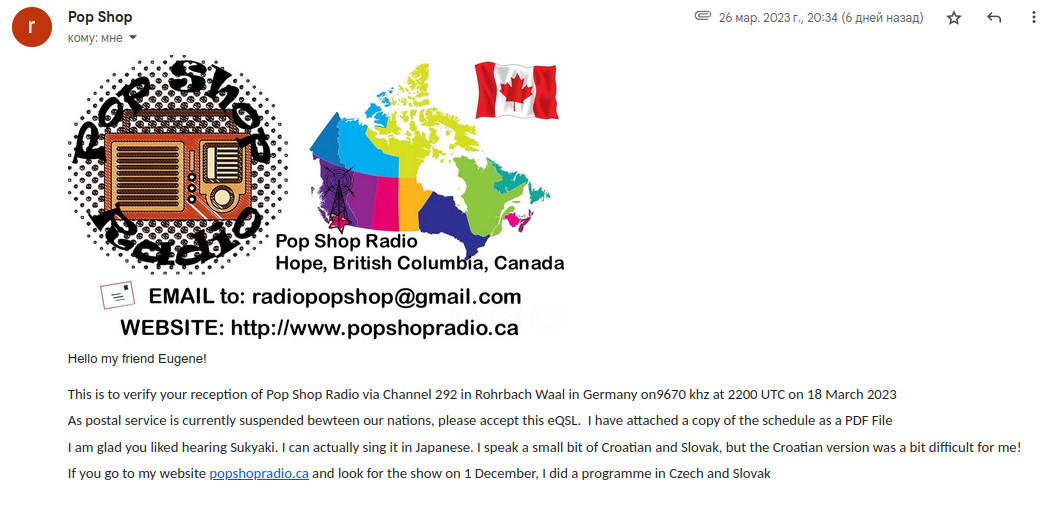 r
Pop Shop
26 мар. 2023 г., 20:34 (6 дней назад)
кому: мне
Pop Shop
Radio
Pop Shop Radio
Hope, British Columbia, Canada
EMAIL to: radiopopshop@gmail.com
WEBSITE: http://www.popshopradio.ca
Hello my friend Eugene!
This is to verify your reception of Pop Shop Radio via Channel 292 in Rohrbach Waal in Germany on9670 khz at 2200 UTC on 18 March 2023
As postal service is currently suspended bewteen our nations, please accept this eQSL. I have attached a copy of the schedule as a PDF File
I am glad you liked hearing Sukyaki. I can actually sing it in Japanese. I speak a small bit of Croatian and Slovak, but the Croatian version was a bit difficult for me!
If you go to my website popshopradio.ca and look for the show on 1 December, I did a programme in Czech and Slovak